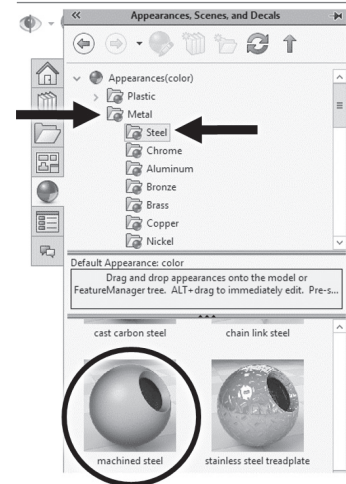 Appearances, Scenes, and Decals
Appearances(color)
Plastic
Metal
Steel
Chrome
Aluminum
Bronze
Brass
Copper
Nickel
Default Appearance: color
Drag and drop appearances onto the model or
FeatureManager tree. ALT+drag to immediately edit. Pre-s...
cast carbon steel
chain link steel
machined steel
stainless steel treadplate